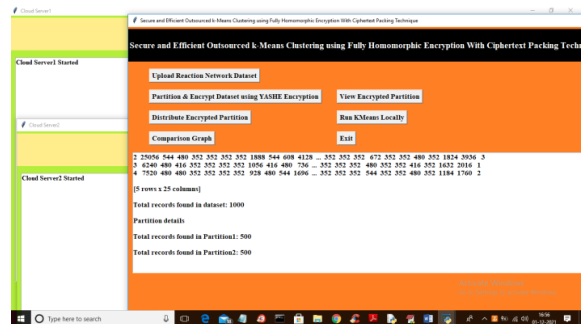 Cloud Server1
Secure and Efficient Outsourced k-Means Clustering using Fully Homomorphic Encryption With Ciphertext Packing Technique
Secure and Efficient Outsourced k-Means Clustering using Fully Homomorphic Encryption With Ciphertext Packing Techn
Cloud Server1 Started
Upload Reaction Network Dataset
Partition & Encrypt Dataset using YASHE Encryption
View Encrypted Partition
Distribute Encrypted Partition
Run KMeans Locally
Comparison Graph
Exit
Cloud Server2
Cloud Server2 Started
2 25056 544 480 352 352 352 352 1888 544 608 4128 ... 352 352 352 672 352 352 480 352 1824 3936 3
3 6240 480 416 352 352 352 352 1056 416 480 736 ... 352 352 352 480 352 352 416 352 1632 2016 1
4 7520 480 480 352 352 352 352 928 480 544 1696 ... 352 352 352 544 352 352 480 352 1184 1760 2
[5 rows x 25 columns]
Total records found in dataset: 1000
Partition details
Total records found in Partition1: 500
Total records found in Partition2: 500
Type here to search
16:56
01-12-2021